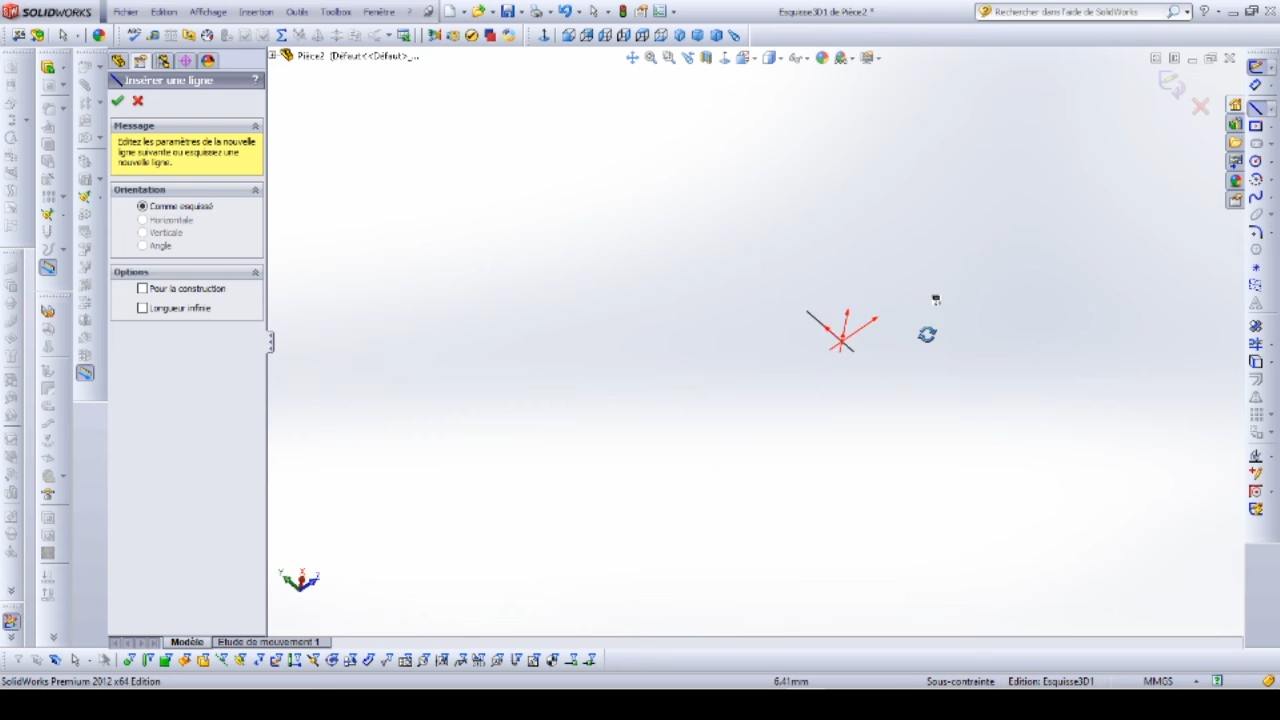 SOLIDWORKS Fichier Edition Affichage Insertion Outils Toolbox Fenêtre Esquisse3D1 de Pièce2 * Rechercher dans l'aide de SolidWorks
Pièce2 (Défaut<<Défaut>_...
Insérer une ligne ?
Message
Editez les paramètres de la nouvelle
ligne suivante ou esquissez une
nouvelle ligne.
Orientation
Comme esquissé
Horizontale
Verticale
Angle
Options
Pour la construction
Longueur infinie
Y X Z
Modèle Etude de mouvement 1
SolidWorks Premium 2012 x64 Edition 6.41mm Sous-contrainte Edition: Esquisse3D1 MMGS